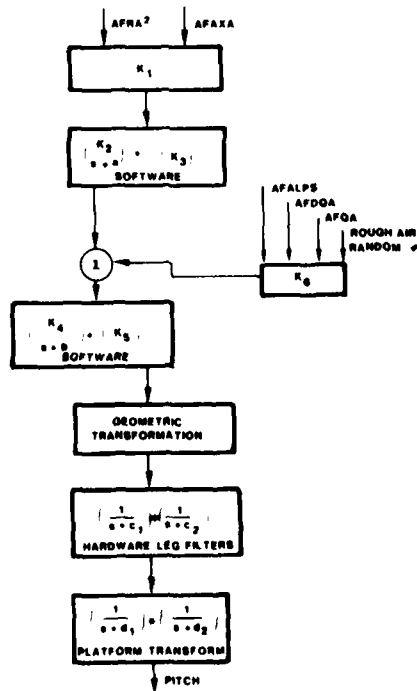 AFRA² AFAXA
K₁
( K₂ / s + a ) + ( K₃ )
SOFTWARE
AFALPS
AFDQA
AFQA
ROUGH AIR
RANDOM
1
K₆
( K₄ / s + b ) + ( K₅ )
SOFTWARE
GEOMETRIC
TRANSFORMATION
( 1 / s + c₁ ) ( 1 / s + c₂ )
HARDWARE LEG FILTERS
( 1 / s + d₁ ) * ( 1 / s + d₂ )
PLATFORM TRANSFORM
PITCH